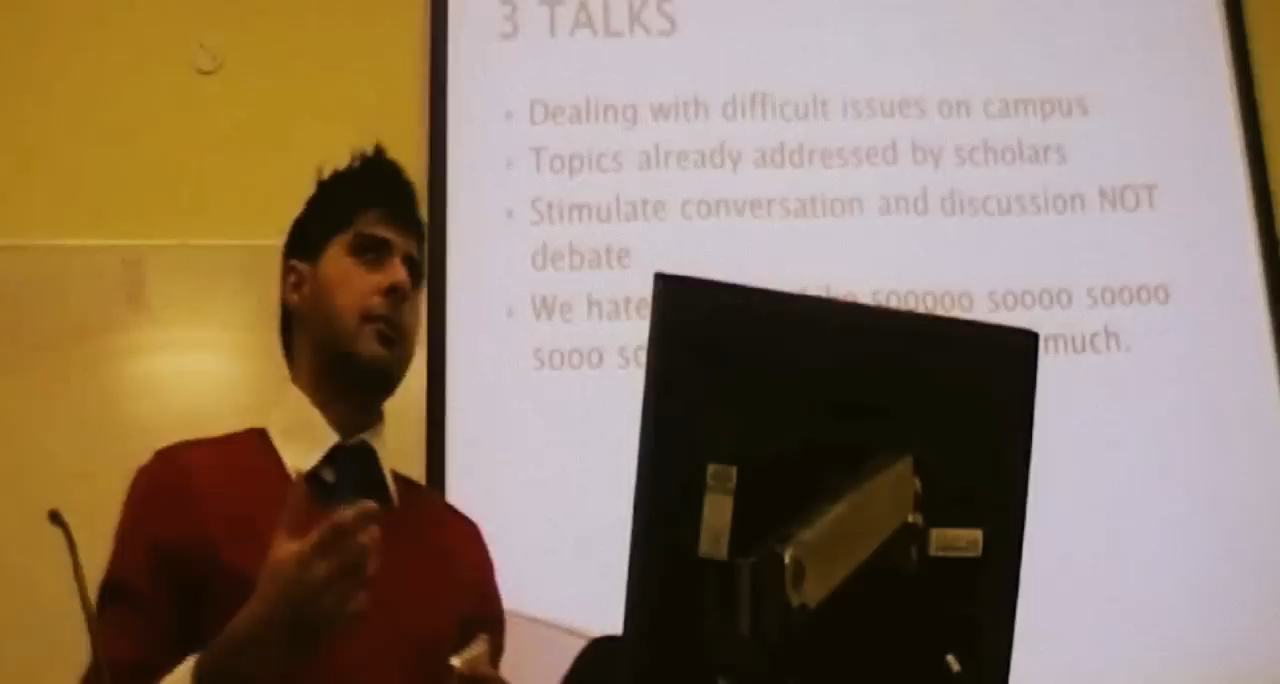 3 TALKS
• Dealing with difficult issues on campus
• Topics already addressed by scholars
• Stimulate conversation and discussion NOT
debate
• We hate soooooo soooo soooo
sooo much.